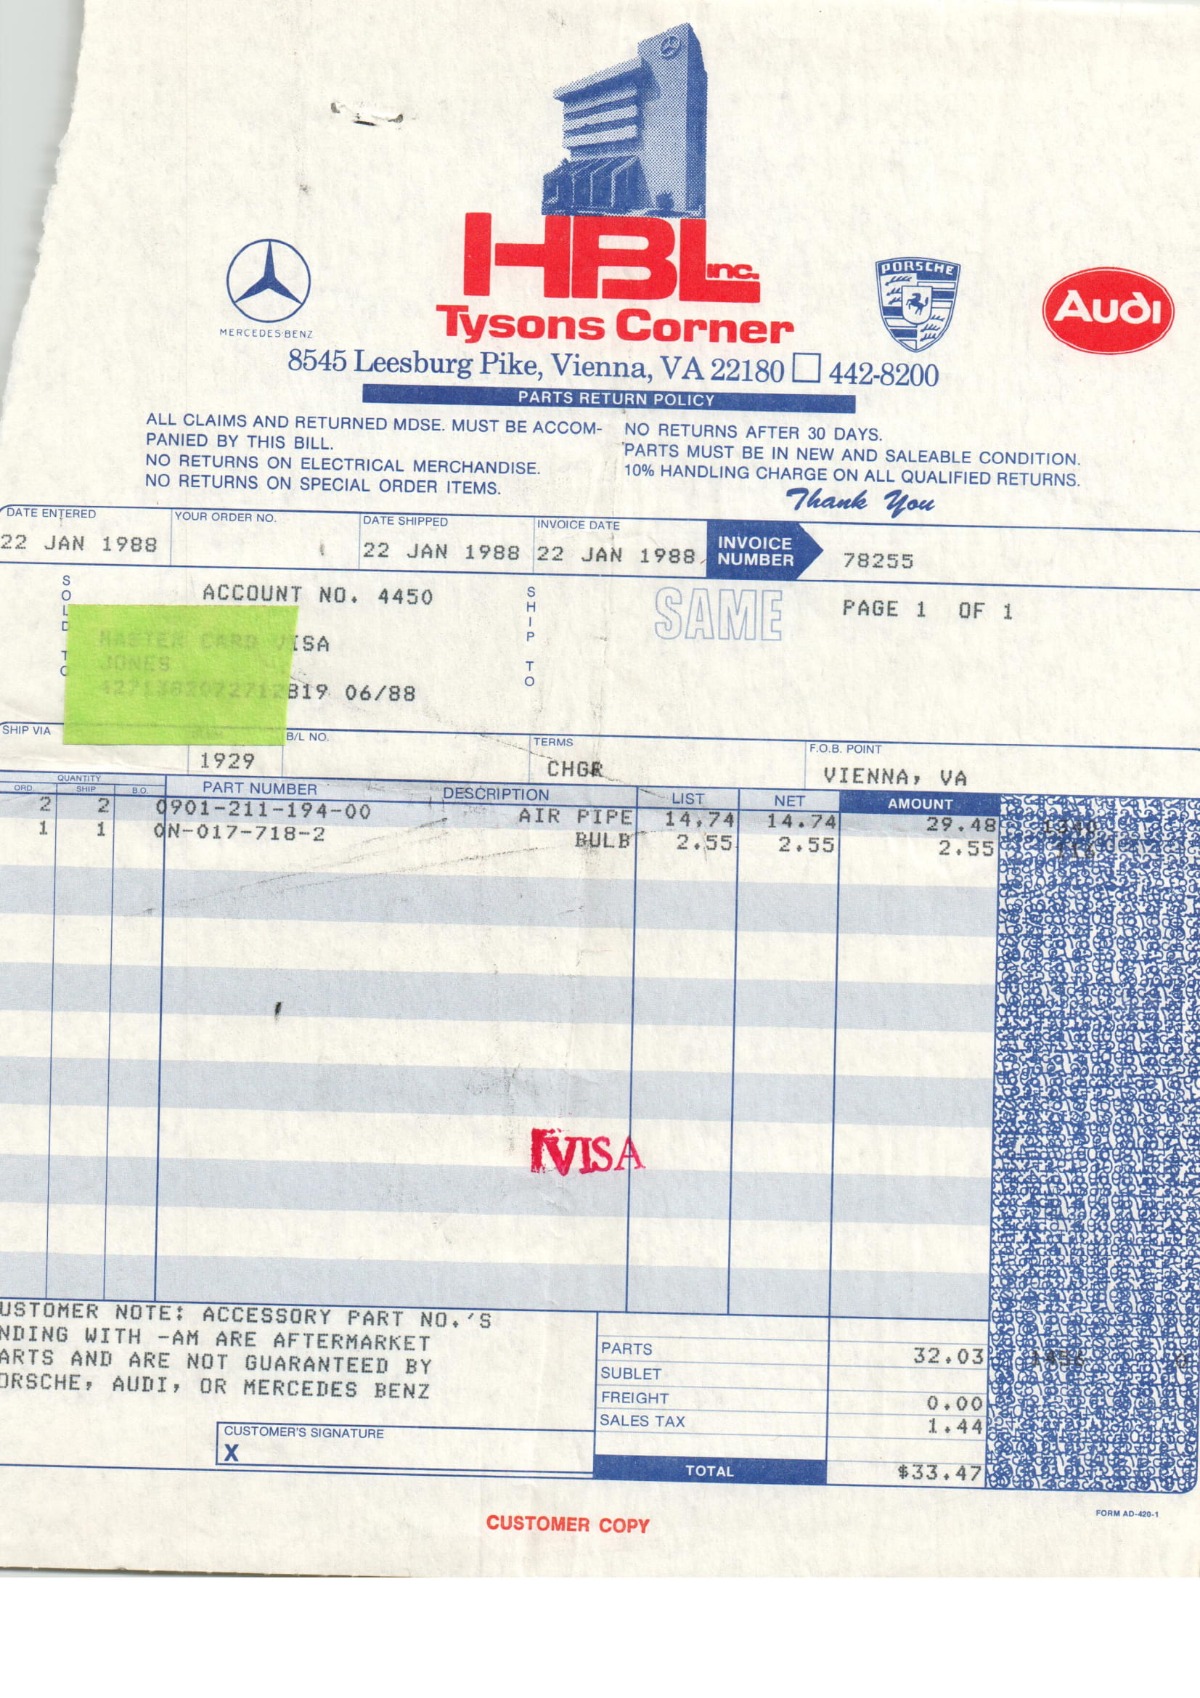 HBL inc.
Tysons Corner
MERCEDES-BENZ
PORSCHE
Audi
8545 Leesburg Pike, Vienna, VA 22180 □ 442-8200
PARTS RETURN POLICY
ALL CLAIMS AND RETURNED MDSE. MUST BE ACCOM-
PANIED BY THIS BILL.
NO RETURNS ON ELECTRICAL MERCHANDISE.
NO RETURNS ON SPECIAL ORDER ITEMS.
NO RETURNS AFTER 30 DAYS.
PARTS MUST BE IN NEW AND SALEABLE CONDITION.
10% HANDLING CHARGE ON ALL QUALIFIED RETURNS.
Thank You
DATE ENTERED YOUR ORDER NO. DATE SHIPPED INVOICE DATE INVOICE NUMBER
22 JAN 1988 22 JAN 1988 22 JAN 1988 78255
SOLD TO
ACCOUNT NO. 4450
SHIP TO
SAME
PAGE 1 OF 1
ISA
06/88
SHIP VIA B/L NO. TERMS F.O.B. POINT
1929 CHGR VIENNA, VA
QUANTITY
ORD. SHIP B.O. PART NUMBER DESCRIPTION LIST NET AMOUNT
2 2 0901-211-194-00 AIR PIPE 14.74 14.74 29.48
1 1 0N-017-718-2 BULB 2.55 2.55 2.55
VISA
USTOMER NOTE: ACCESSORY PART NO.'S
NDING WITH -AM ARE AFTERMARKET
ARTS AND ARE NOT GUARANTEED BY
ORSCHE, AUDI, OR MERCEDES BENZ
PARTS 32.03
SUBLET
FREIGHT 0.00
SALES TAX 1.44
CUSTOMER'S SIGNATURE
X
TOTAL $33.47
CUSTOMER COPY
FORM AD-420-1